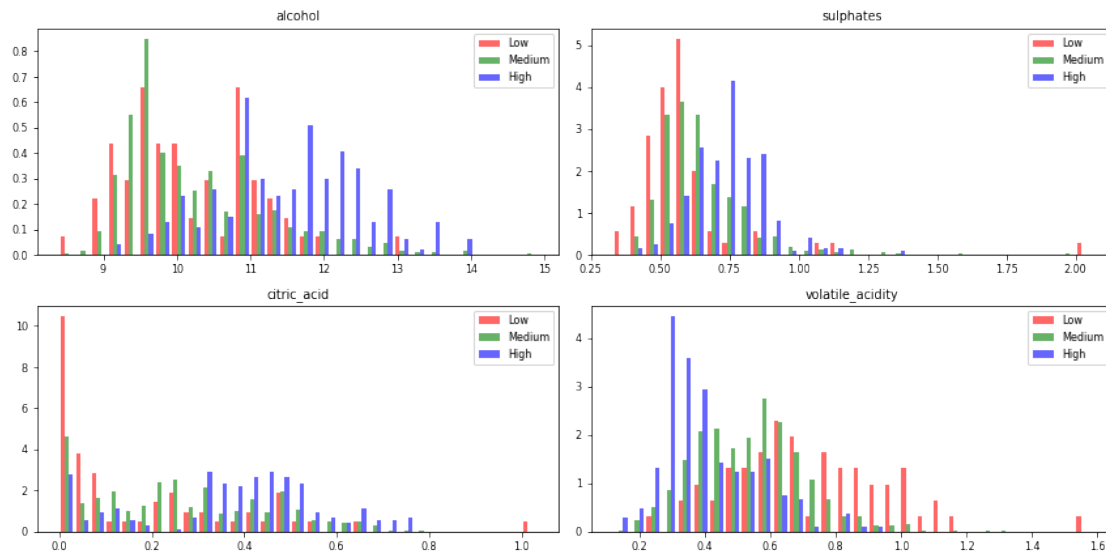 alcohol
0.8
0.7
0.6
0.5
0.4
0.3
0.2
0.1
0.0
9 10 11 12 13 14 15
Low
Medium
High
sulphates
5
4
3
2
1
0
0.25 0.50 0.75 1.00 1.25 1.50 1.75 2.00
Low
Medium
High
citric_acid
10
8
6
4
2
0
0.0 0.2 0.4 0.6 0.8 1.0
Low
Medium
High
volatile_acidity
4
3
2
1
0
0.2 0.4 0.6 0.8 1.0 1.2 1.4 1.6
Low
Medium
High